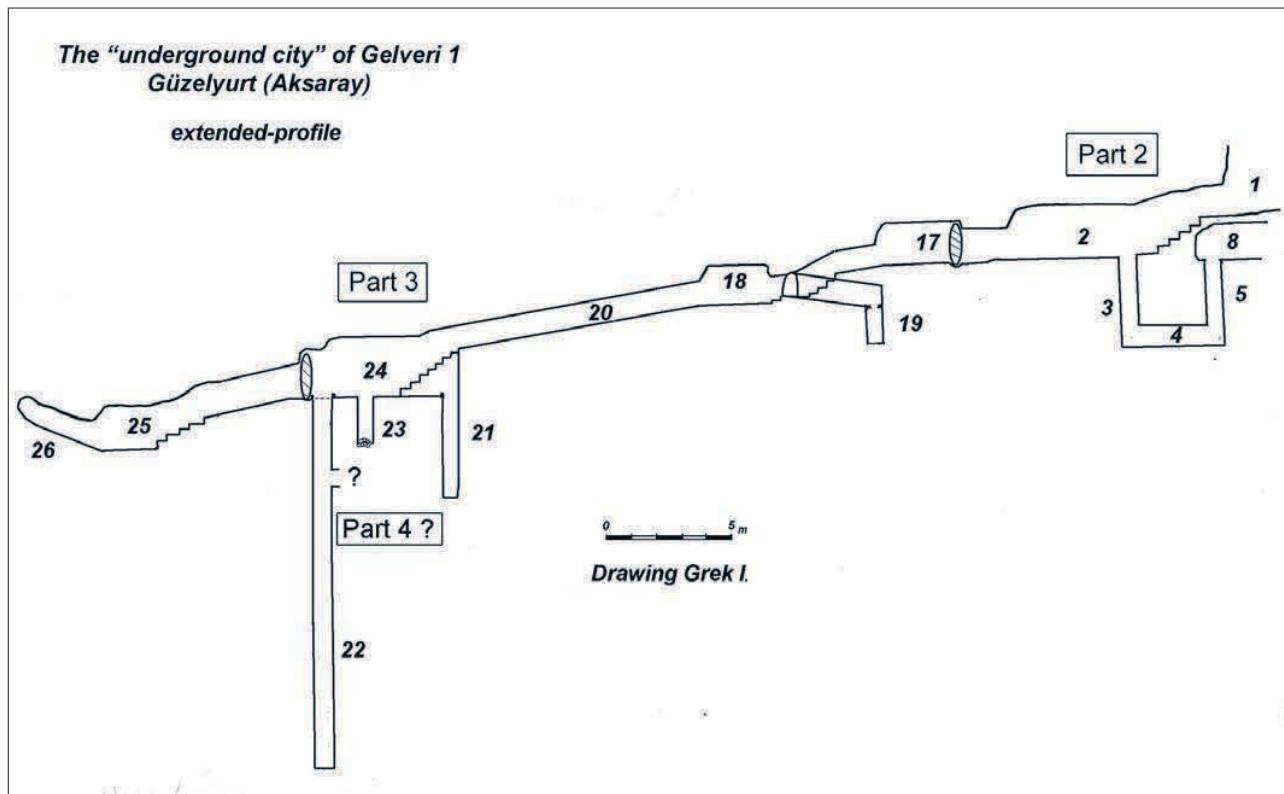 The “underground city” of Gelveri 1
Güzelyurt (Aksaray)
extended-profile
Part 2
1
2
8
17
3
5
4
18
19
20
Part 3
24
25
26
23
21
?
Part 4 ?
22
0 5 m
Drawing Grek I.